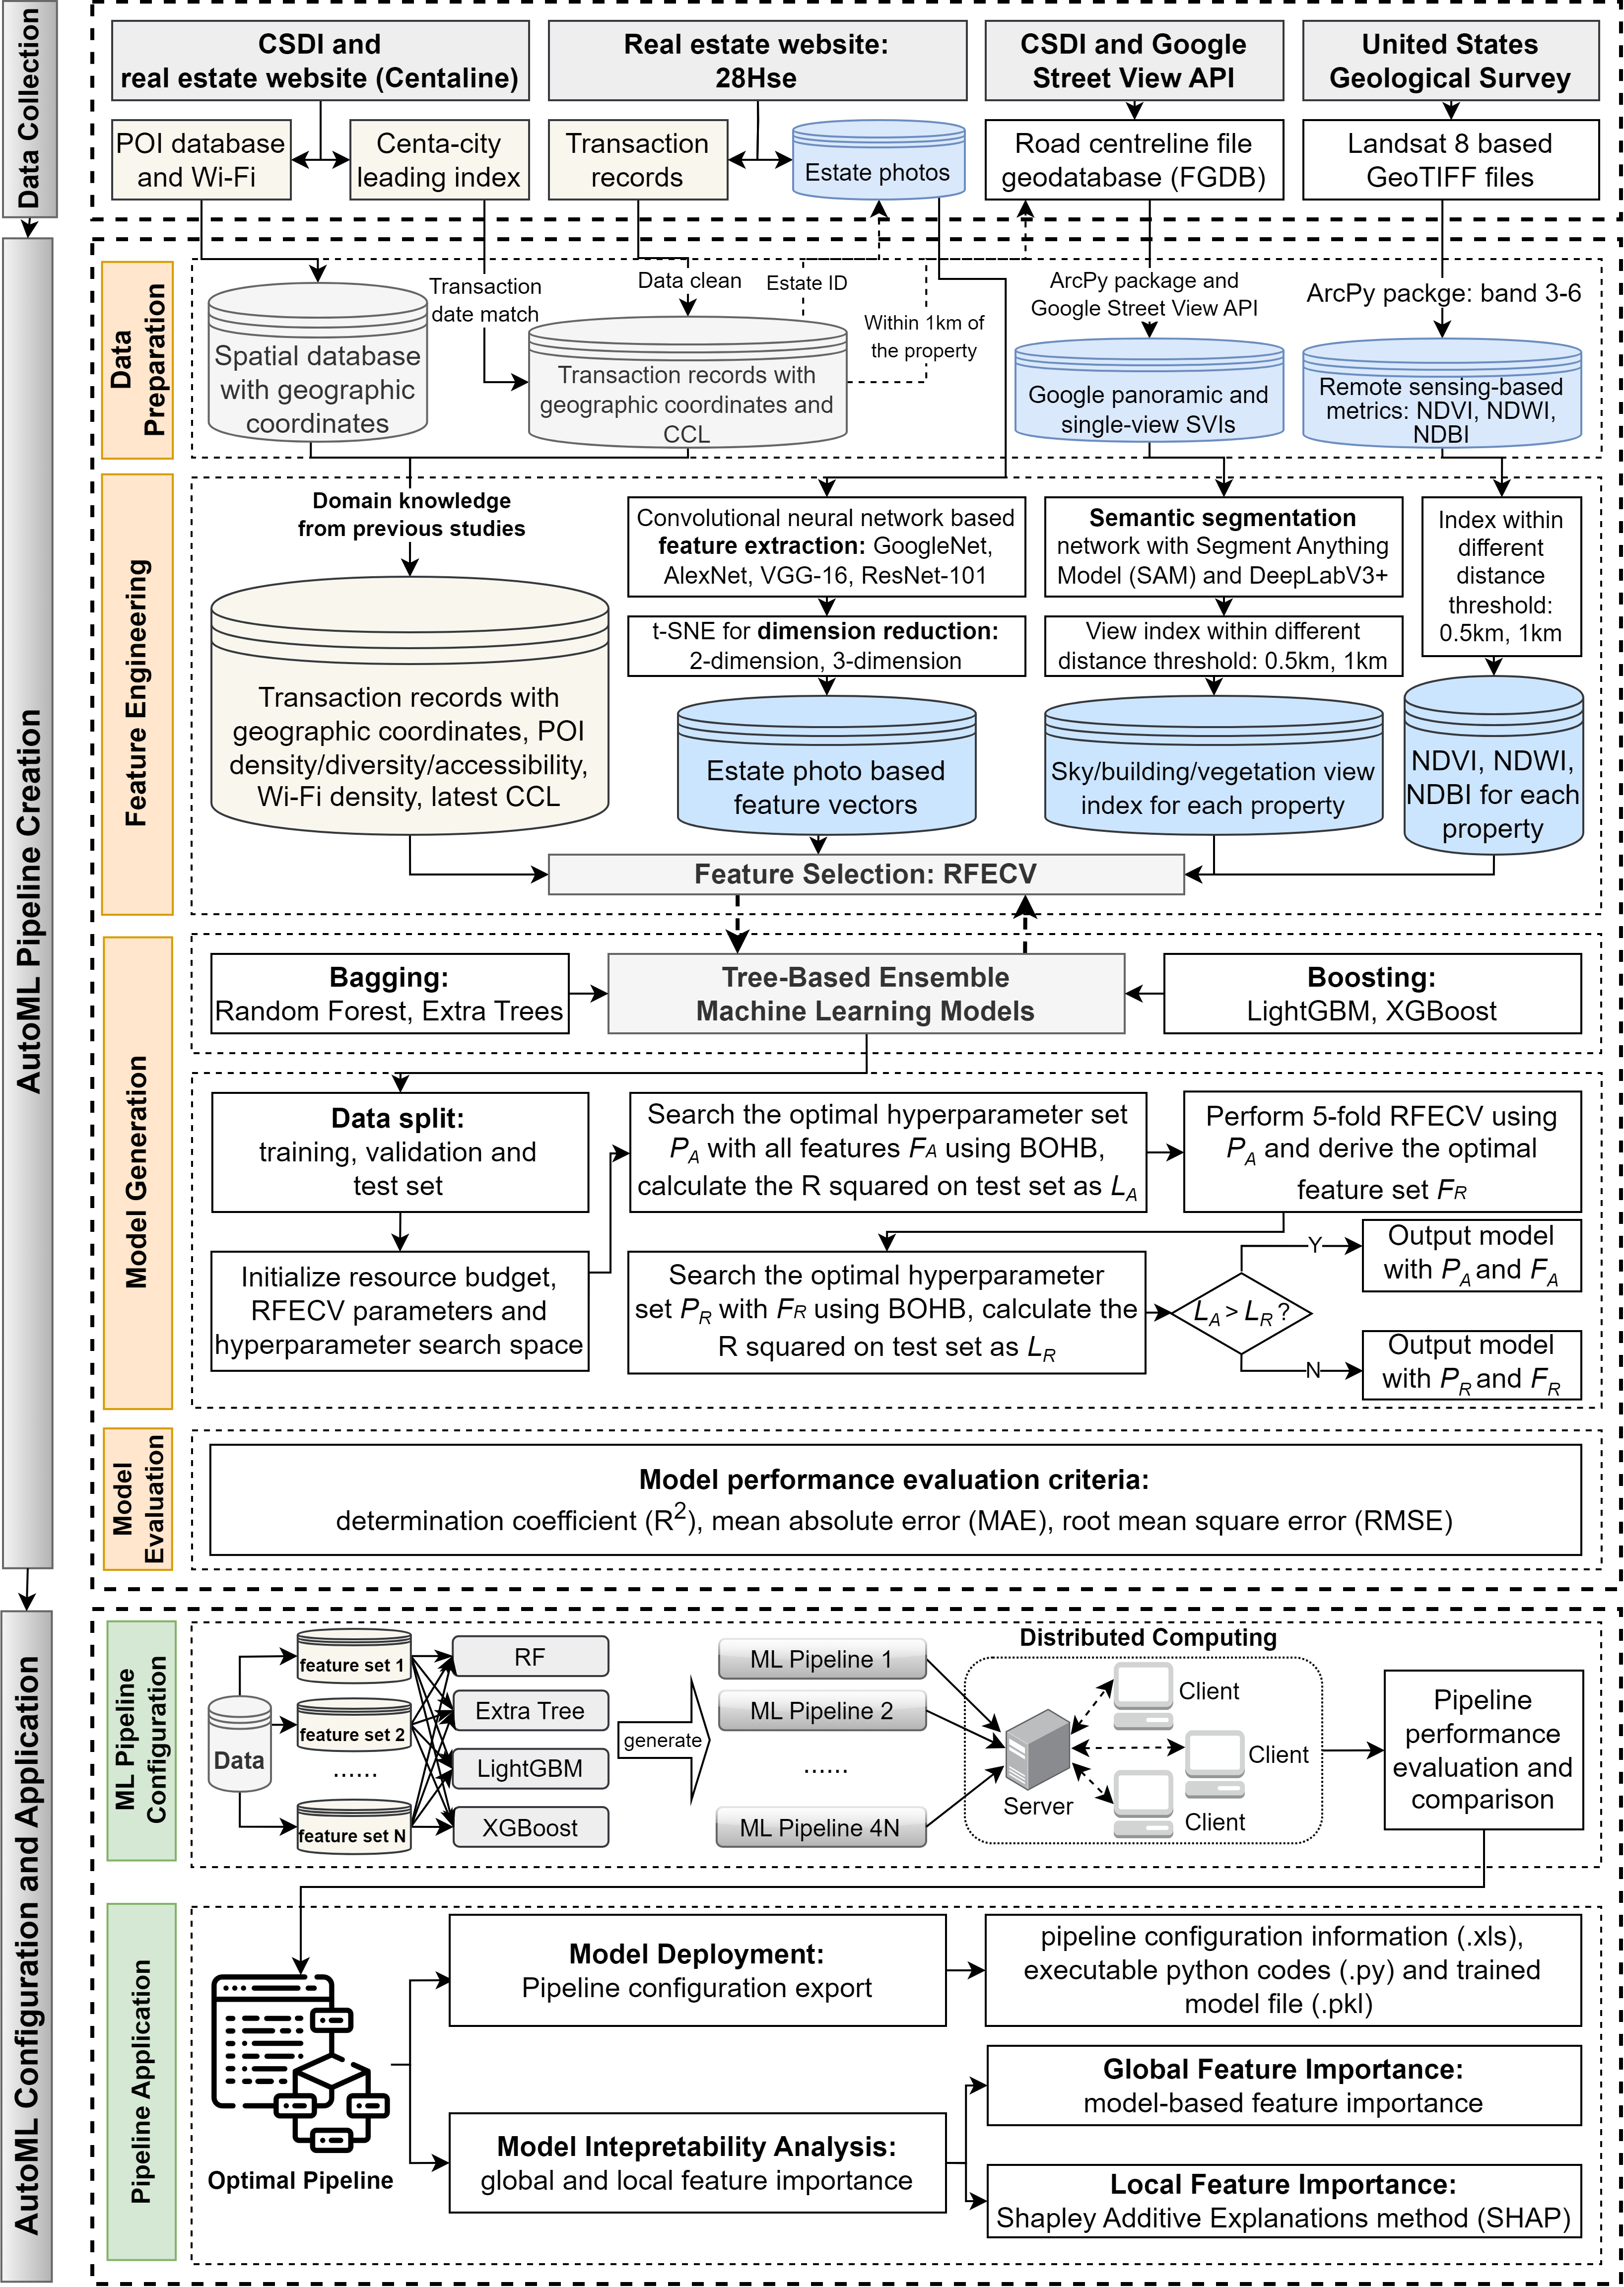 Data Collection
CSDI and
real estate website (Centaline)
Real estate website:
28Hse
CSDI and Google
Street View API
United States
Geological Survey
POI database
and Wi-Fi
Centa-city
leading index
Transaction
records
Estate photos
Road centreline file
geodatabase (FGDB)
Landsat 8 based
GeoTIFF files
AutoML Pipeline Creation
Data
Preparation
Spatial database
with geographic
coordinates
Transaction
date match
Data clean
Estate ID
Within 1km of
the property
Transaction records with
geographic coordinates and
CCL
ArcPy package and
Google Street View API
Google panoramic and
single-view SVIs
ArcPy packge: band 3-6
Remote sensing-based
metrics: NDVI, NDWI,
NDBI
Feature Engineering
Domain knowledge
from previous studies
Transaction records with
geographic coordinates, POI
density/diversity/accessibility,
Wi-Fi density, latest CCL
Convolutional neural network based
feature extraction: GoogleNet,
AlexNet, VGG-16, ResNet-101
t-SNE for dimension reduction:
2-dimension, 3-dimension
Estate photo based
feature vectors
Semantic segmentation
network with Segment Anything
Model (SAM) and DeepLabV3+
View index within different
distance threshold: 0.5km, 1km
Sky/building/vegetation view
index for each property
Index within
different
distance
threshold:
0.5km, 1km
NDVI, NDWI,
NDBI for each
property
Feature Selection: RFECV
Model Generation
Bagging:
Random Forest, Extra Trees
Tree-Based Ensemble
Machine Learning Models
Boosting:
LightGBM, XGBoost
Data split:
training, validation and
test set
Initialize resource budget,
RFECV parameters and
hyperparameter search space
Search the optimal hyperparameter set
P_A with all features F_A using BOHB,
calculate the R squared on test set as L_A
Perform 5-fold RFECV using
P_A and derive the optimal
feature set F_R
Search the optimal hyperparameter
set P_R with F_R using BOHB, calculate the
R squared on test set as L_R
L_A > L_R ?
Y
Output model
with P_A and F_A
N
Output model
with P_R and F_R
Model
Evaluation
Model performance evaluation criteria:
determination coefficient (R²), mean absolute error (MAE), root mean square error (RMSE)
AutoML Configuration and Application
ML Pipeline
Configuration
Data
feature set 1
feature set 2
......
feature set N
RF
Extra Tree
LightGBM
XGBoost
generate
ML Pipeline 1
ML Pipeline 2
......
ML Pipeline 4N
Distributed Computing
Server
Client
Client
Client
Pipeline
performance
evaluation and
comparison
Pipeline Application
Optimal Pipeline
Model Deployment:
Pipeline configuration export
pipeline configuration information (.xls),
executable python codes (.py) and trained
model file (.pkl)
Model Intepretability Analysis:
global and local feature importance
Global Feature Importance:
model-based feature importance
Local Feature Importance:
Shapley Additive Explanations method (SHAP)